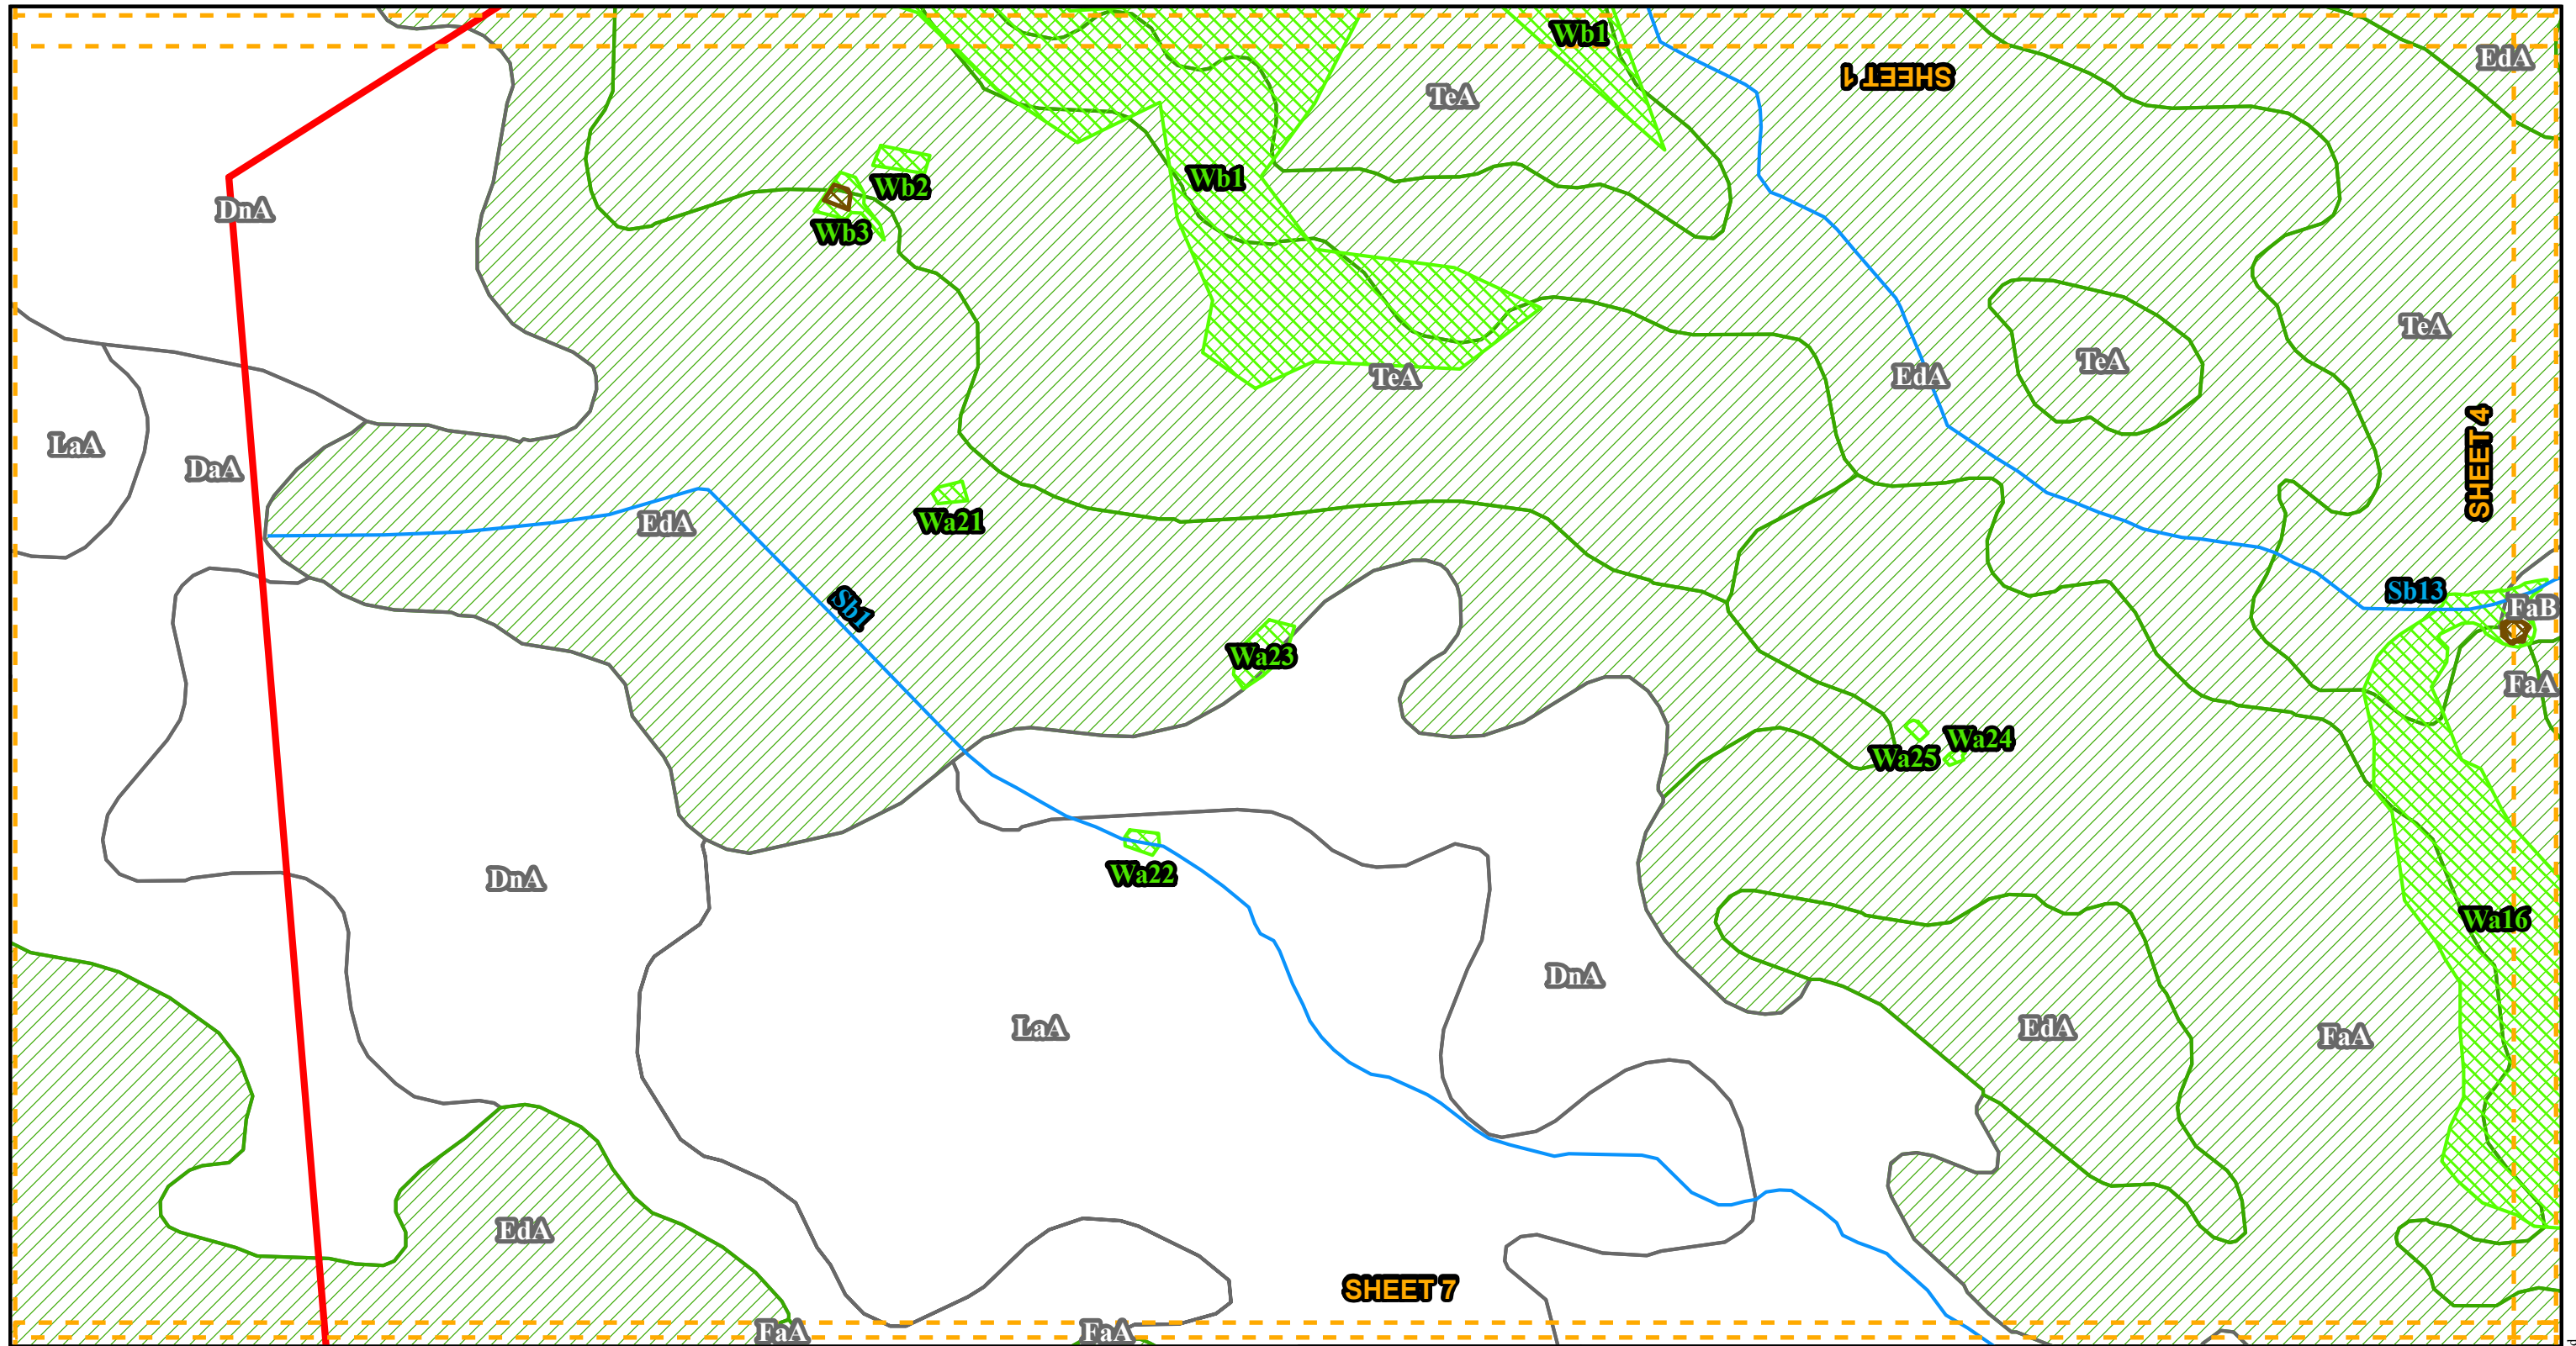 Wb1
EdA
SHEET 1
TeA
Wb1
Wb2
DnA
Wb3
TeA
TeA
TeA
EdA
LaA
DaA
SHEET 4
EdA
Wa21
Sb1
Sb13
FaB
Wa23
FaA
Wa24
Wa25
Wa22
DnA
Wa16
DnA
LaA
EdA
FaA
EdA
SHEET 7
FaA
FaA